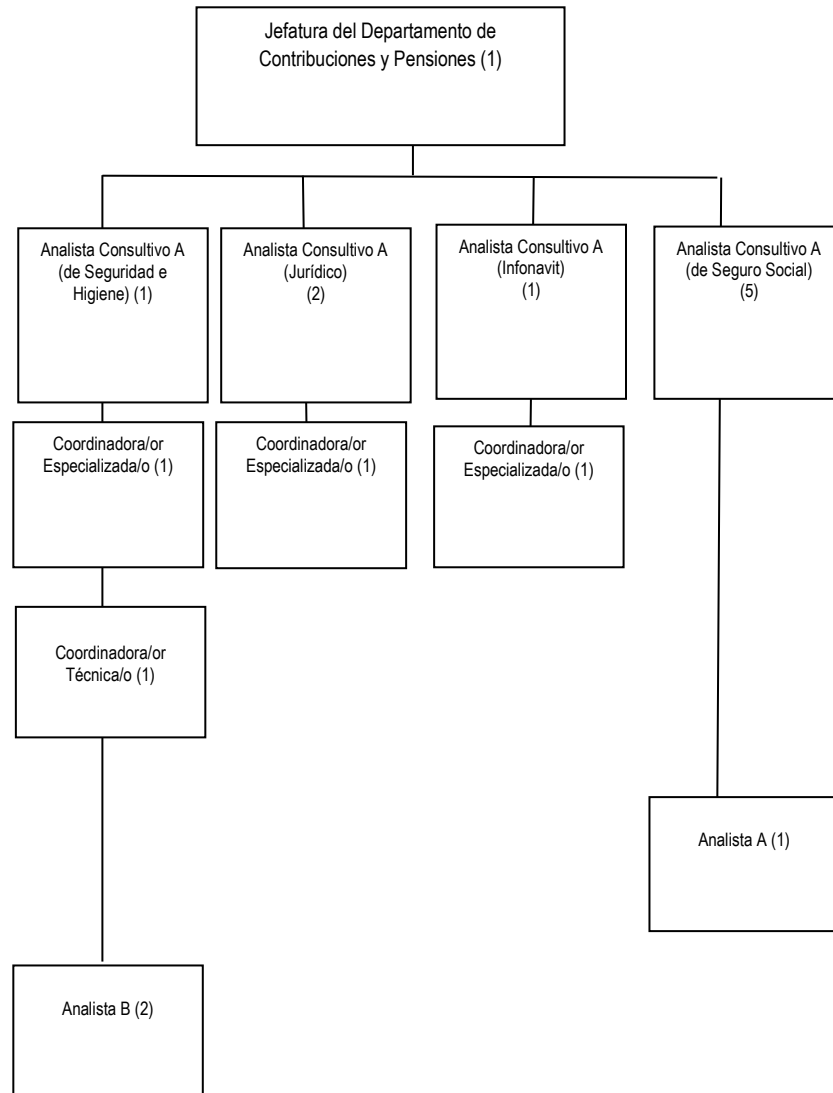 Jefatura del Departamento de
Contribuciones y Pensiones (1)
Analista Consultivo A
(de Seguridad e
Higiene) (1)
Analista Consultivo A
(Jurídico)
(2)
Analista Consultivo A
(Infonavit)
(1)
Analista Consultivo A
(de Seguro Social)
(5)
Coordinadora/or
Especializada/o (1)
Coordinadora/or
Especializada/o (1)
Coordinadora/or
Especializada/o (1)
Coordinadora/or
Técnica/o (1)
Analista A (1)
Analista B (2)